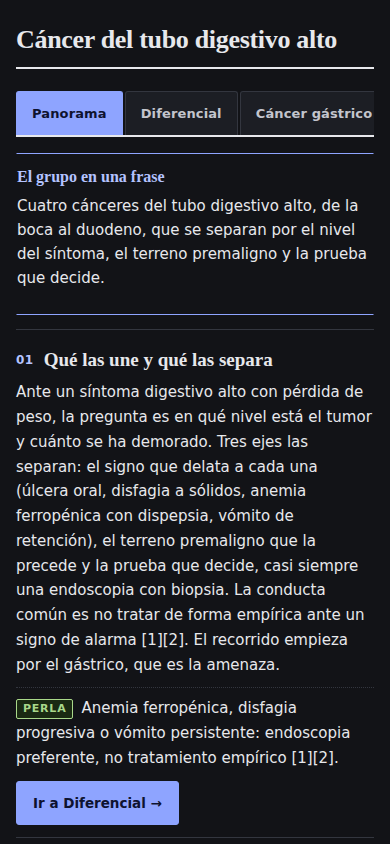 Cáncer del tubo digestivo alto
Panorama
Diferencial
Cáncer gástrico
El grupo en una frase
Cuatro cánceres del tubo digestivo alto, de la
boca al duodeno, que se separan por el nivel
del síntoma, el terreno premaligno y la prueba
que decide.
01 Qué las une y qué las separa
Ante un síntoma digestivo alto con pérdida de
peso, la pregunta es en qué nivel está el tumor
y cuánto se ha demorado. Tres ejes las
separan: el signo que delata a cada una
(úlcera oral, disfagia a sólidos, anemia
ferropénica con dispepsia, vómito de
retención), el terreno premaligno que la
precede y la prueba que decide, casi siempre
una endoscopia con biopsia. La conducta
común es no tratar de forma empírica ante un
signo de alarma [1][2]. El recorrido empieza
por el gástrico, que es la amenaza.
PERLA Anemia ferropénica, disfagia
progresiva o vómito persistente: endoscopia
preferente, no tratamiento empírico [1][2].
Ir a Diferencial →